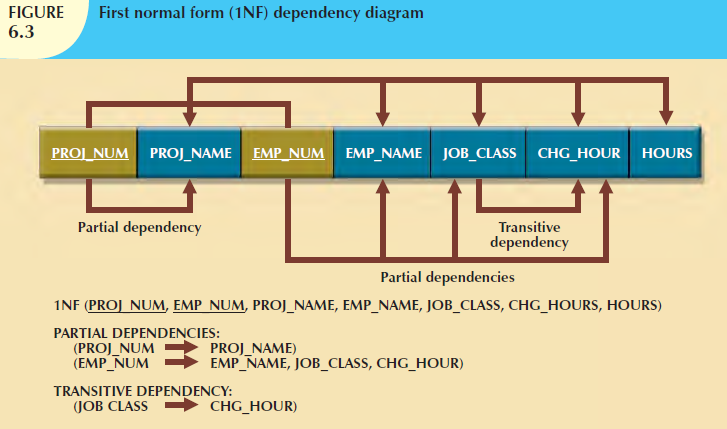 FIGURE
6.3
First normal form (1NF) dependency diagram
PROJ_NUM PROJ_NAME EMP_NUM EMP_NAME JOB_CLASS CHG_HOUR HOURS
Partial dependency
Transitive
dependency
Partial dependencies
1NF (PROJ_NUM, EMP_NUM, PROJ_NAME, EMP_NAME, JOB_CLASS, CHG_HOURS, HOURS)
PARTIAL DEPENDENCIES:
(PROJ_NUM PROJ_NAME)
(EMP_NUM EMP_NAME, JOB_CLASS, CHG_HOUR)
TRANSITIVE DEPENDENCY:
(JOB CLASS CHG_HOUR)